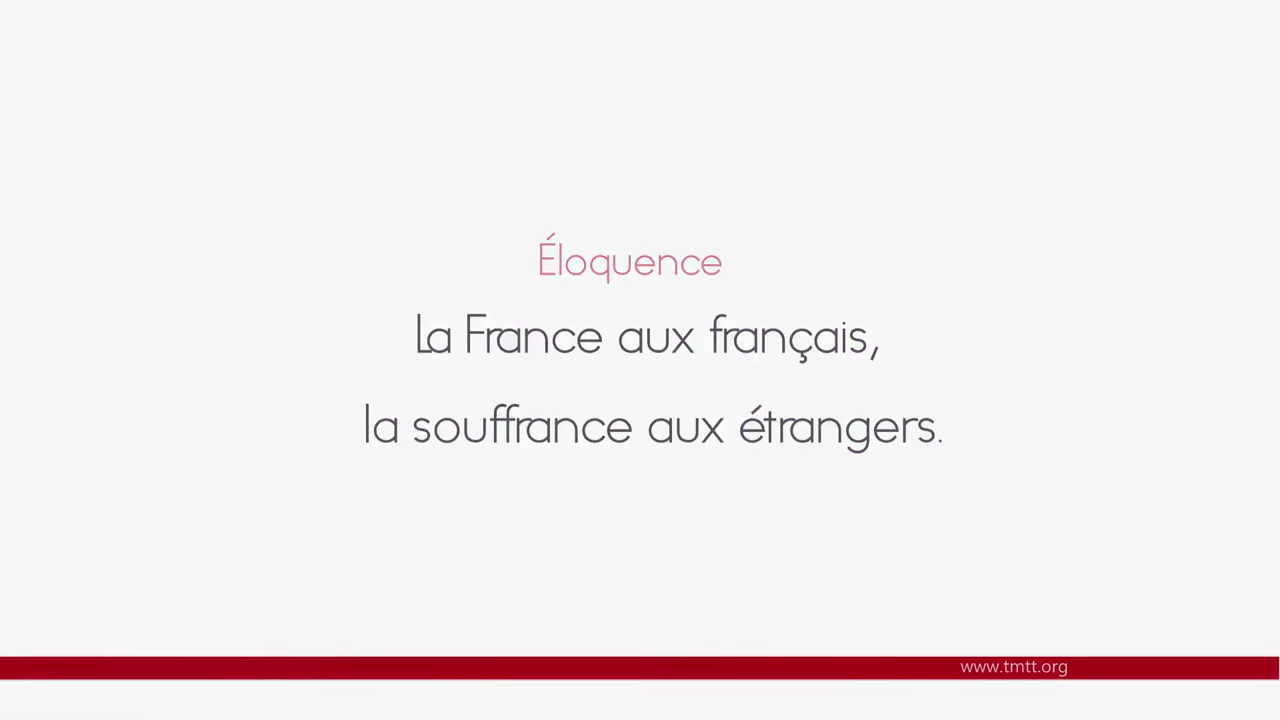 Éloquence
La France aux français,
la souffrance aux étrangers.
www.tmtt.org